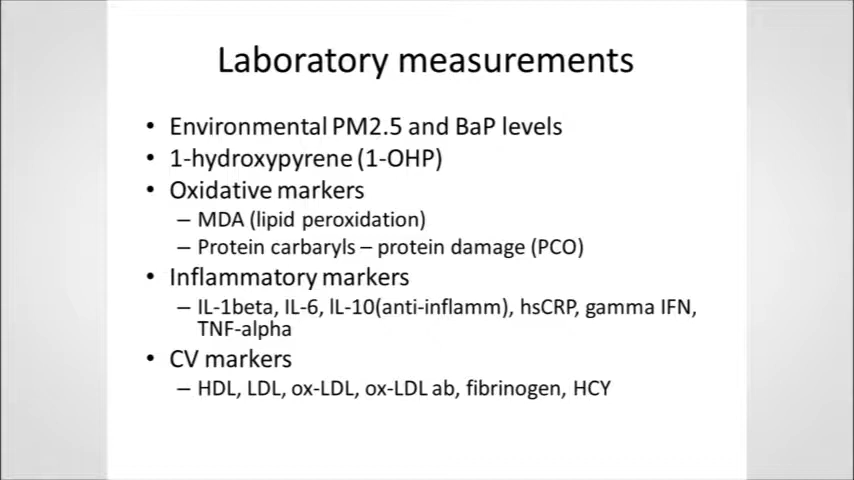 Laboratory measurements
• Environmental PM2.5 and BaP levels
• 1-hydroxypyrene (1-OHP)
• Oxidative markers
– MDA (lipid peroxidation)
– Protein carbaryls – protein damage (PCO)
• Inflammatory markers
– IL-1beta, IL-6, lL-10(anti-inflamm), hsCRP, gamma IFN,
TNF-alpha
• CV markers
– HDL, LDL, ox-LDL, ox-LDL ab, fibrinogen, HCY